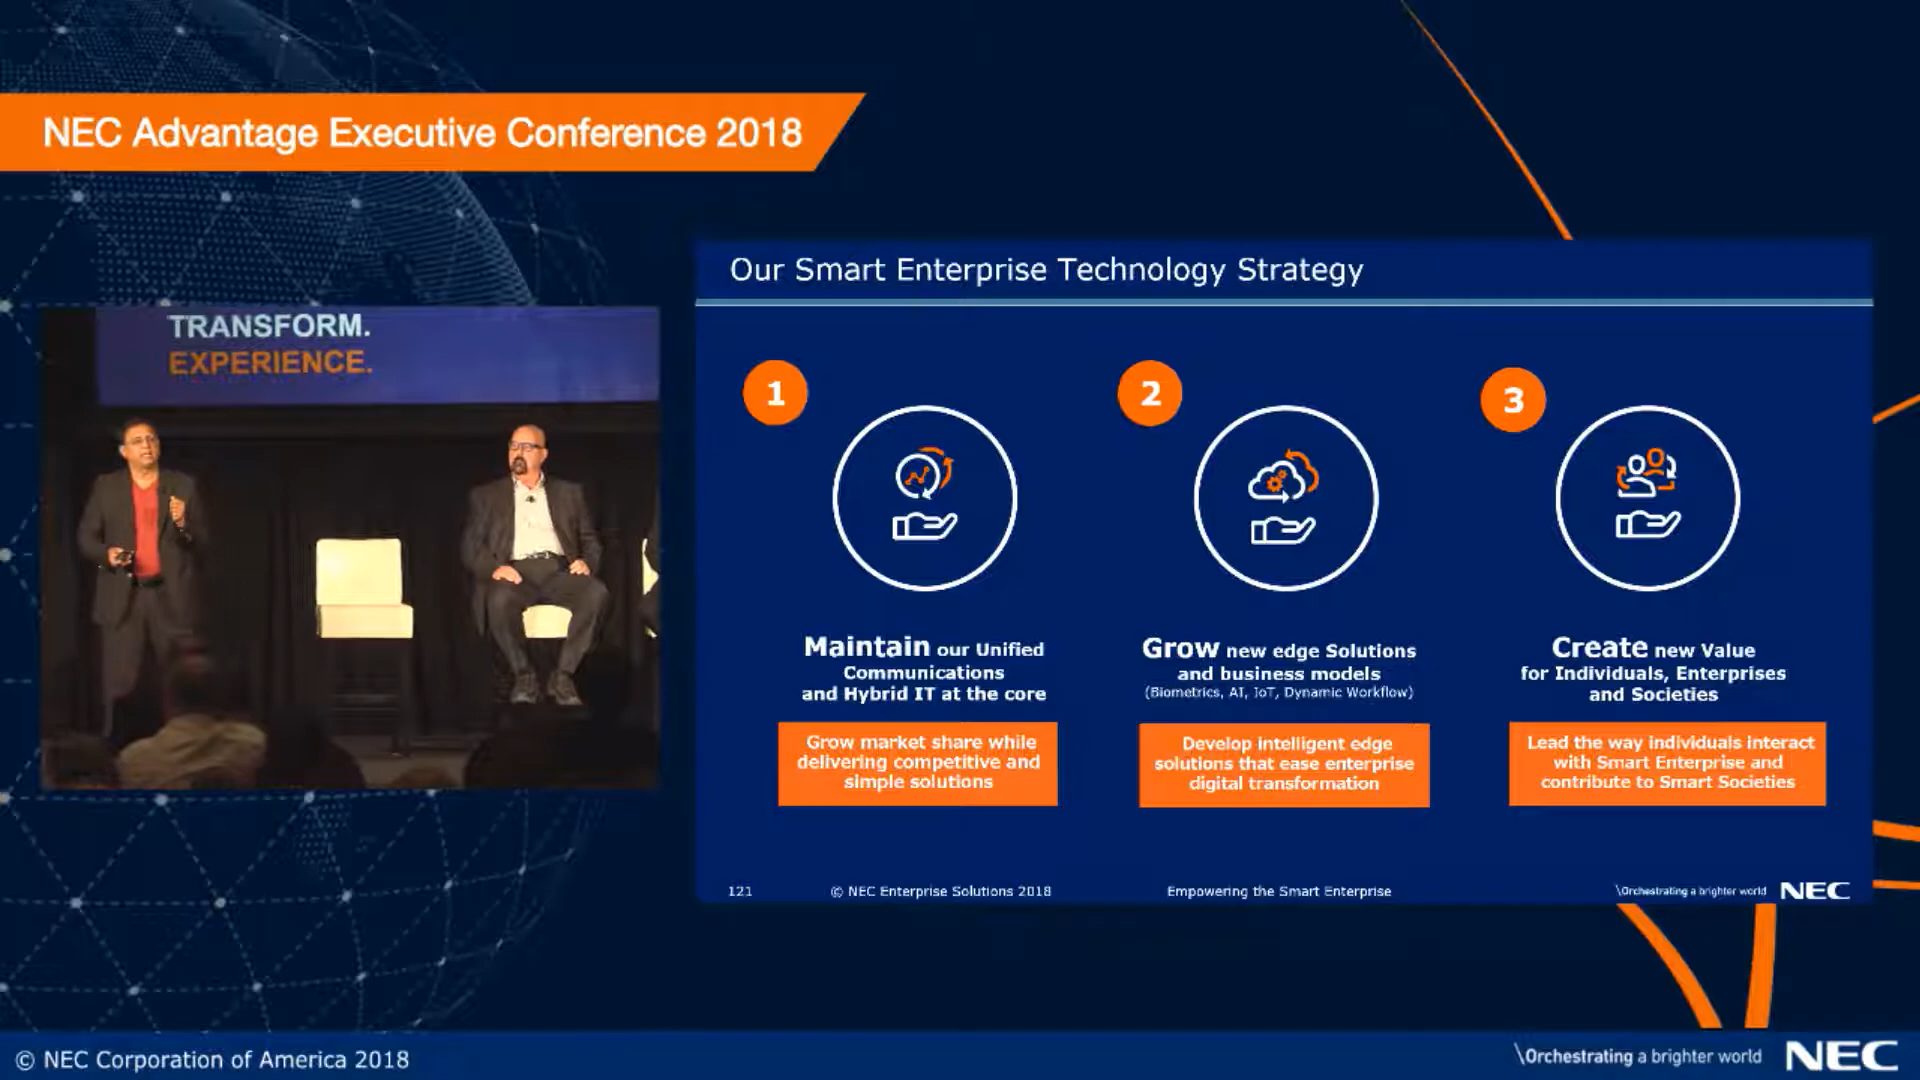 NEC Advantage Executive Conference 2018
TRANSFORM.
EXPERIENCE.
Our Smart Enterprise Technology Strategy
1
Maintain our Unified
Communications
and Hybrid IT at the core
Grow market share while
delivering competitive and
simple solutions
2
Grow new edge Solutions
and business models
(Biometrics, AI, IoT, Dynamic Workflow)
Develop intelligent edge
solutions that ease enterprise
digital transformation
3
Create new Value
for Individuals, Enterprises
and Societies
Lead the way individuals interact
with Smart Enterprise and
contribute to Smart Societies
121
© NEC Enterprise Solutions 2018
Empowering the Smart Enterprise
\Orchestrating a brighter world NEC
© NEC Corporation of America 2018
\Orchestrating a brighter world NEC